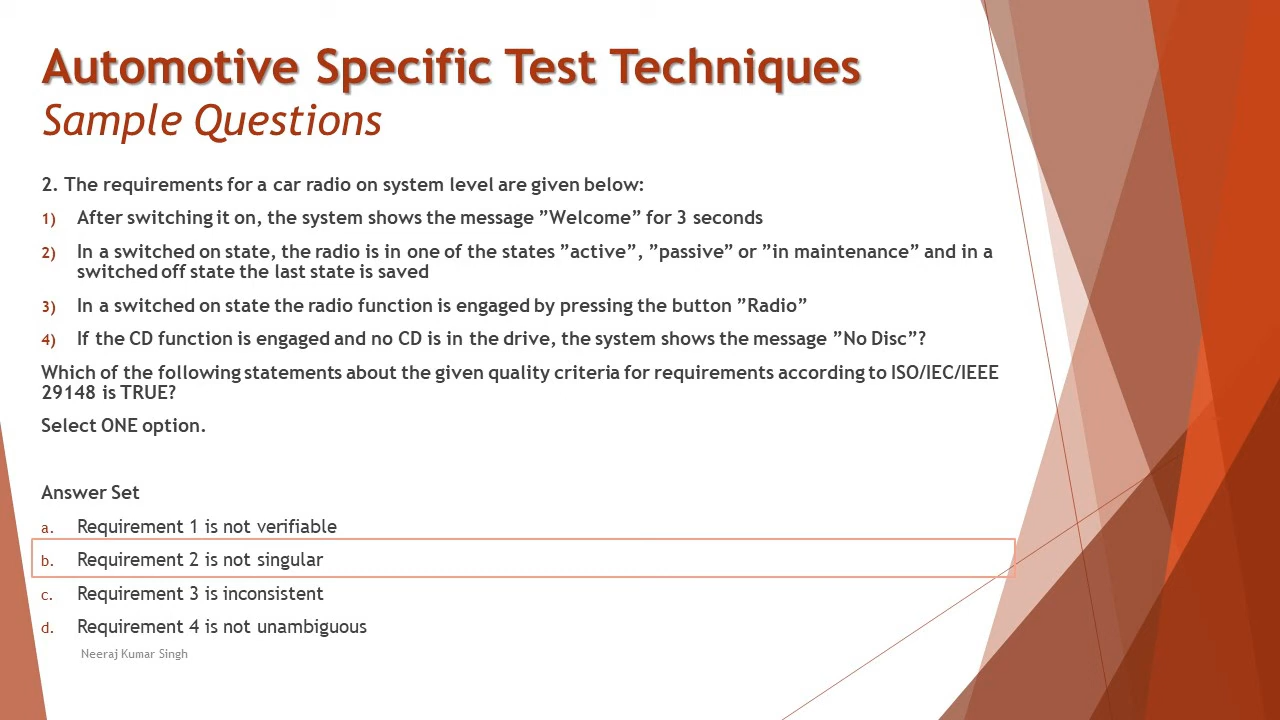 Automotive Specific Test Techniques
Sample Questions
2. The requirements for a car radio on system level are given below:
1) After switching it on, the system shows the message ”Welcome” for 3 seconds
2) In a switched on state, the radio is in one of the states ”active”, ”passive” or ”in maintenance” and in a
switched off state the last state is saved
3) In a switched on state the radio function is engaged by pressing the button ”Radio”
4) If the CD function is engaged and no CD is in the drive, the system shows the message ”No Disc”?
Which of the following statements about the given quality criteria for requirements according to ISO/IEC/IEEE
29148 is TRUE?
Select ONE option.
Answer Set
a. Requirement 1 is not verifiable
b. Requirement 2 is not singular
c. Requirement 3 is inconsistent
d. Requirement 4 is not unambiguous
Neeraj Kumar Singh